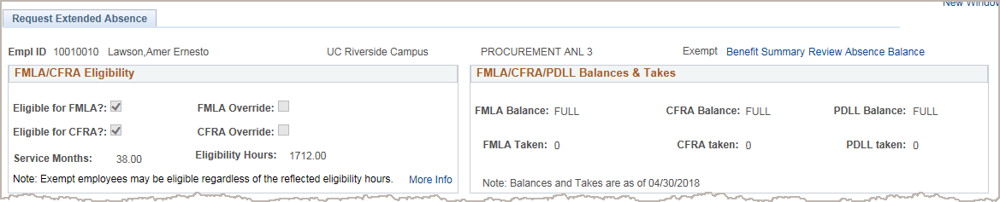 New Window
Request Extended Absence
Empl ID 10010010 Lawson,Amer Ernesto UC Riverside Campus PROCUREMENT ANL 3 Exempt Benefit Summary Review Absence Balance
FMLA/CFRA Eligibility
Eligible for FMLA?: FMLA Override:
Eligible for CFRA?: CFRA Override:
Service Months: 38.00 Eligibility Hours: 1712.00
Note: Exempt employees may be eligible regardless of the reflected eligibility hours. More Info
FMLA/CFRA/PDLL Balances & Takes
FMLA Balance: FULL CFRA Balance: FULL PDLL Balance: FULL
FMLA Taken: 0 CFRA taken: 0 PDLL taken: 0
Note: Balances and Takes are as of 04/30/2018